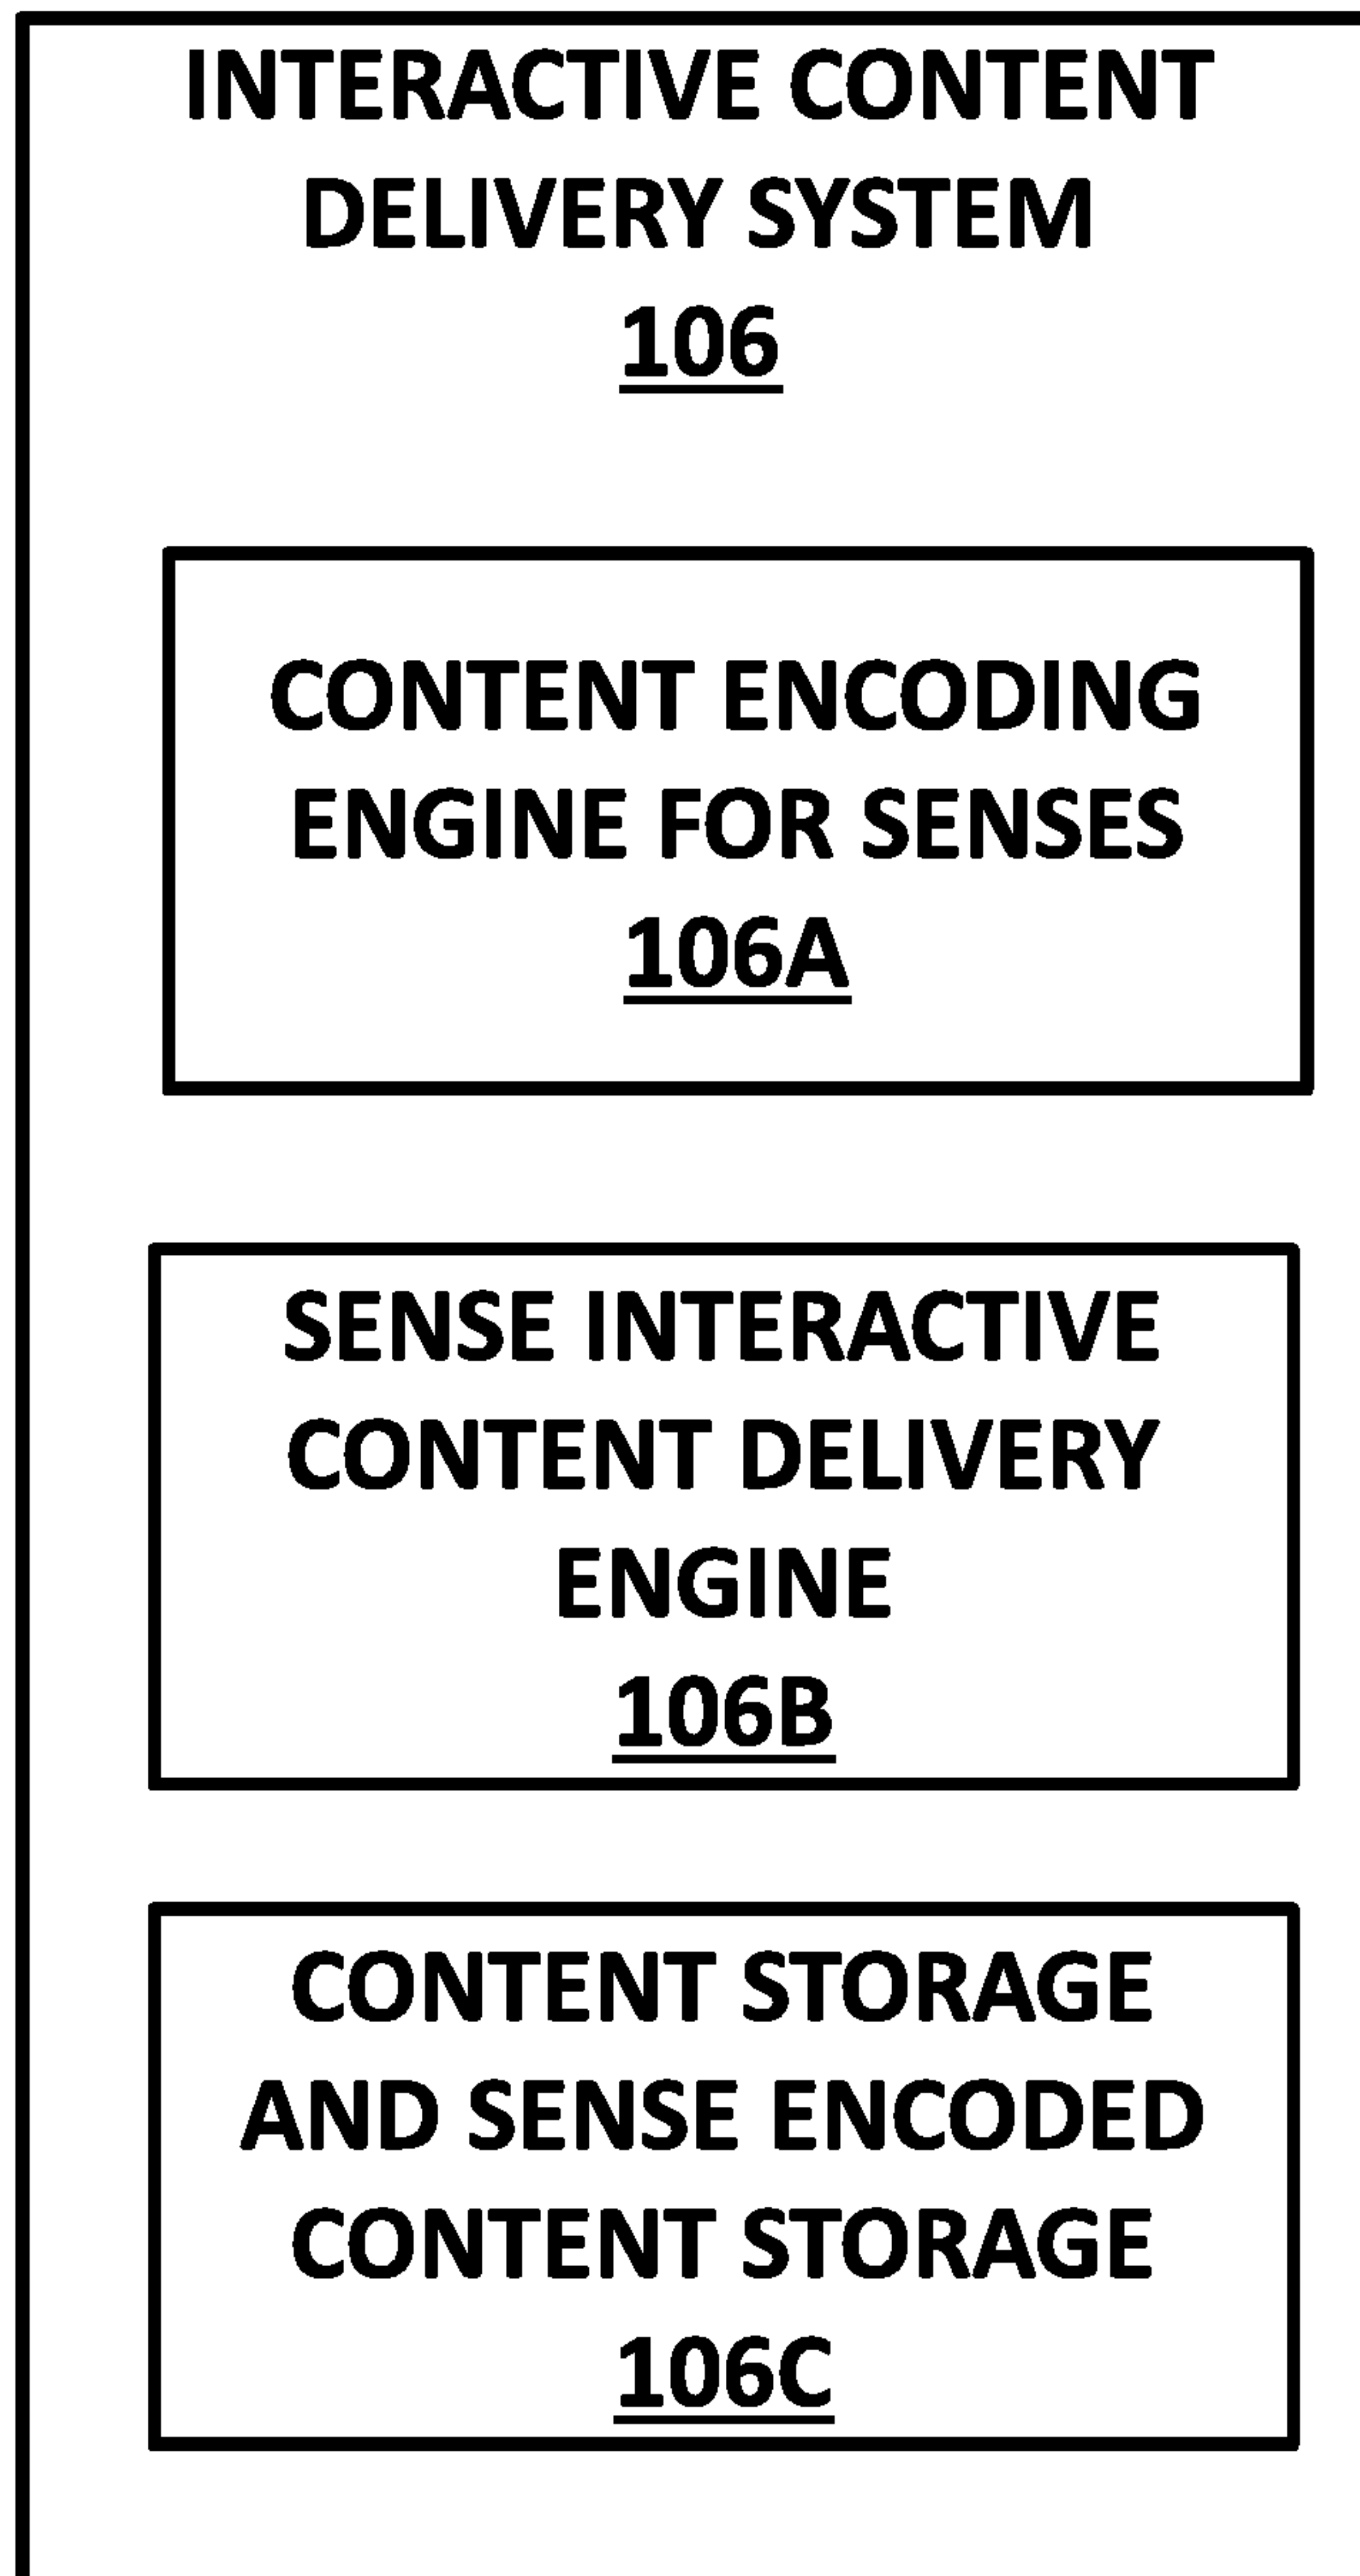 INTERACTIVE CONTENT
DELIVERY SYSTEM
106
CONTENT ENCODING
ENGINE FOR SENSES
106A
SENSE INTERACTIVE
CONTENT DELIVERY
ENGINE
106B
CONTENT STORAGE
AND SENSE ENCODED
CONTENT STORAGE
106C